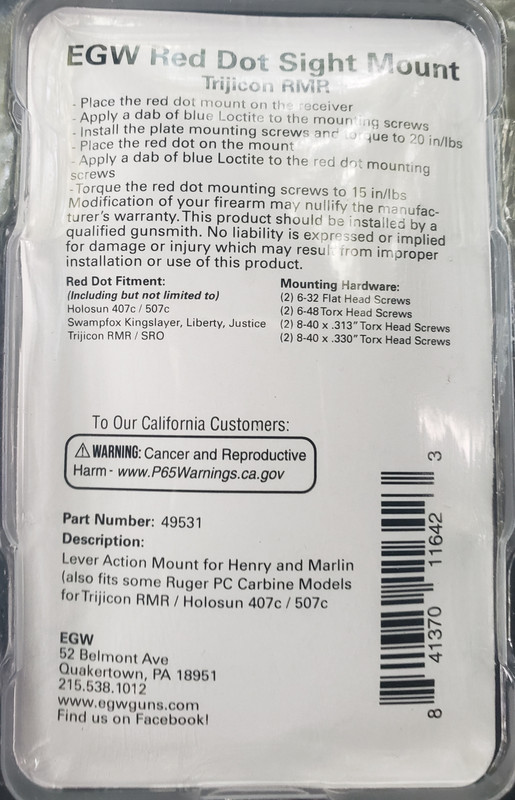 EGW Red Dot Sight Mount
Trijicon RMR
- Place the red dot mount on the receiver
- Apply a dab of blue Loctite to the mounting screws
- Install the plate mounting screws and torque to 20 in/lbs
- Place the red dot on the mount
- Apply a dab of blue Loctite to the red dot mounting
screws
- Torque the red dot mounting screws to 15 in/lbs
Modification of your firearm may nullify the manufac-
turer's warranty. This product should be installed by a
qualified gunsmith. No liability is expressed or implied
for damage or injury which may result from improper
installation or use of this product.
Red Dot Fitment:
(Including but not limited to)
Holosun 407c / 507c
Swampfox Kingslayer, Liberty, Justice
Trijicon RMR / SRO
Mounting Hardware:
(2) 6-32 Flat Head Screws
(2) 6-48 Torx Head Screws
(2) 8-40 x .313" Torx Head Screws
(2) 8-40 x .330" Torx Head Screws
To Our California Customers:
⚠ WARNING: Cancer and Reproductive
Harm - www.P65Warnings.ca.gov
Part Number: 49531
Description:
Lever Action Mount for Henry and Marlin
(also fits some Ruger PC Carbine Models
for Trijicon RMR / Holosun 407c / 507c
EGW
52 Belmont Ave
Quakertown, PA 18951
215.538.1012
www.egwguns.com
Find us on Facebook!
8 41370 11642 3